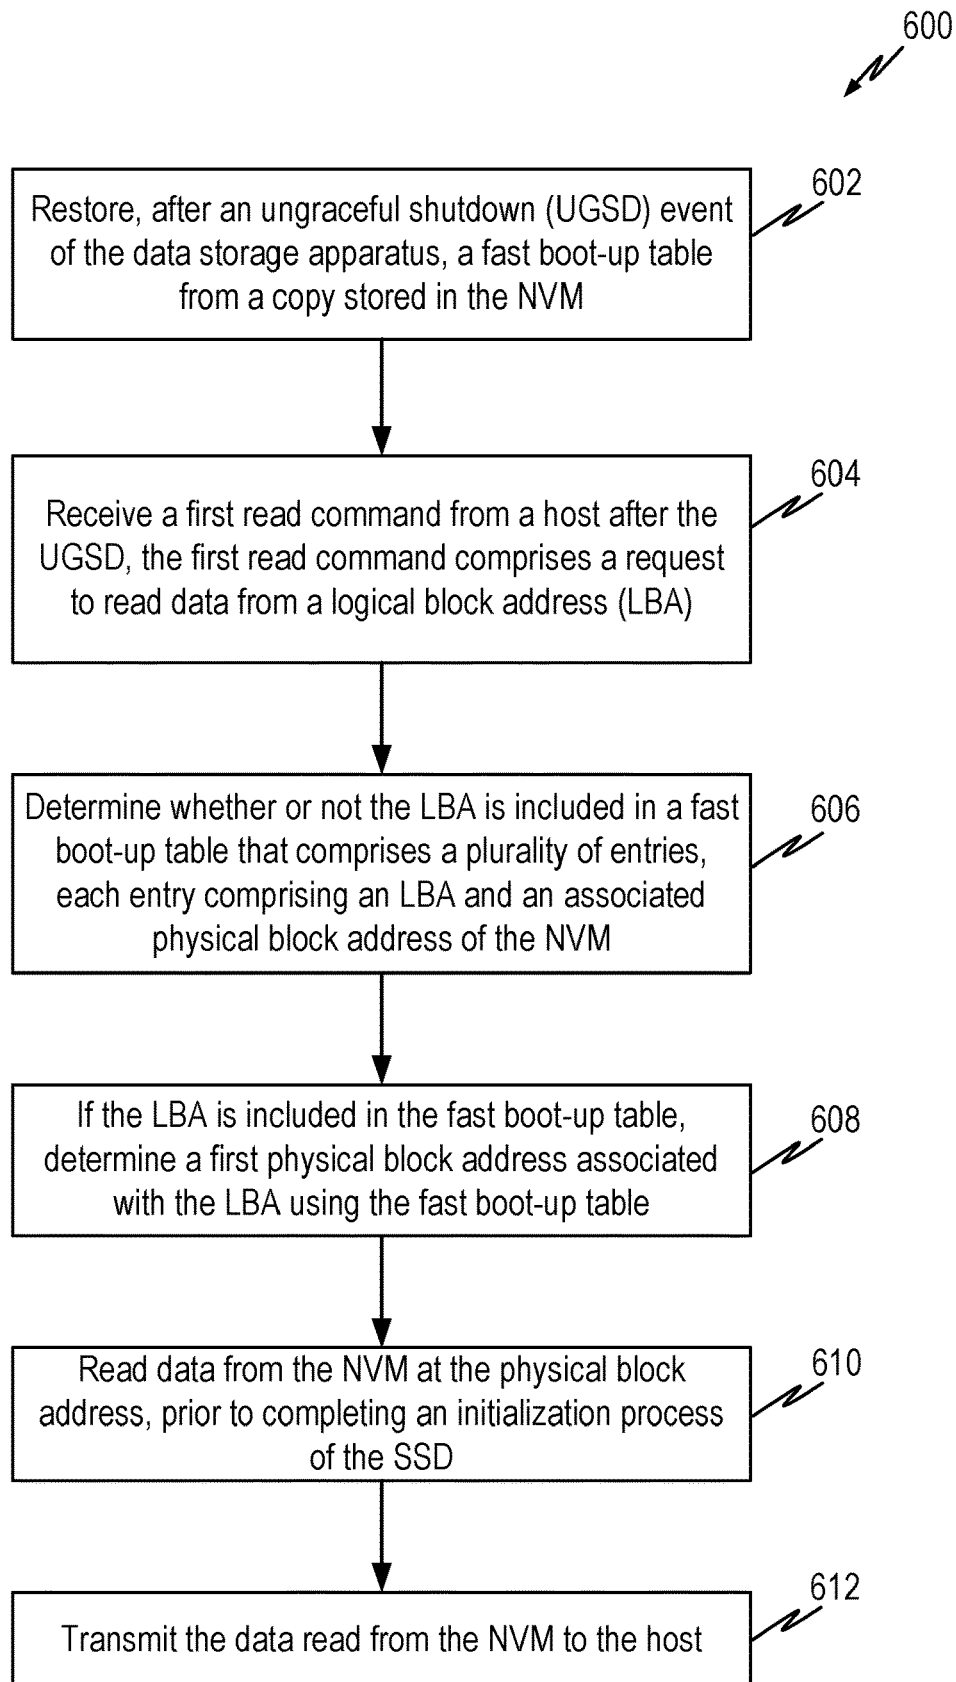 600
Restore, after an ungraceful shutdown (UGSD) event
of the data storage apparatus, a fast boot-up table
from a copy stored in the NVM
602
Receive a first read command from a host after the
UGSD, the first read command comprises a request
to read data from a logical block address (LBA)
604
Determine whether or not the LBA is included in a fast
boot-up table that comprises a plurality of entries,
each entry comprising an LBA and an associated
physical block address of the NVM
606
If the LBA is included in the fast boot-up table,
determine a first physical block address associated
with the LBA using the fast boot-up table
608
Read data from the NVM at the physical block
address, prior to completing an initialization process
of the SSD
610
Transmit the data read from the NVM to the host
612